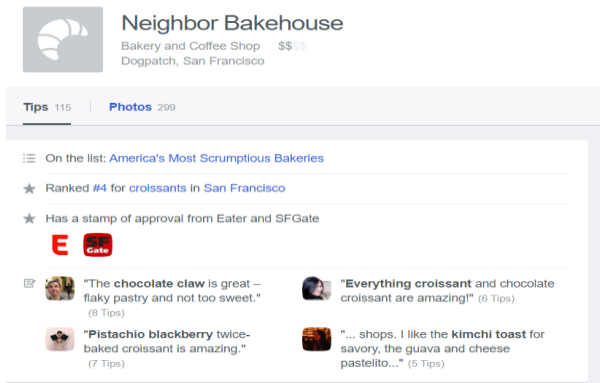 Neighbor Bakehouse
Bakery and Coffee Shop $$$$
Dogpatch, San Francisco
Tips 115 | Photos 299
On the list: America's Most Scrumptious Bakeries
Ranked #4 for croissants in San Francisco
Has a stamp of approval from Eater and SFGate
E SF
Gate
"The chocolate claw is great –
flaky pastry and not too sweet."
(8 Tips)
"Everything croissant and chocolate
croissant are amazing!" (6 Tips)
"Pistachio blackberry twice-
baked croissant is amazing."
(7 Tips)
"... shops. I like the kimchi toast for
savory, the guava and cheese
pastelito..." (5 Tips)